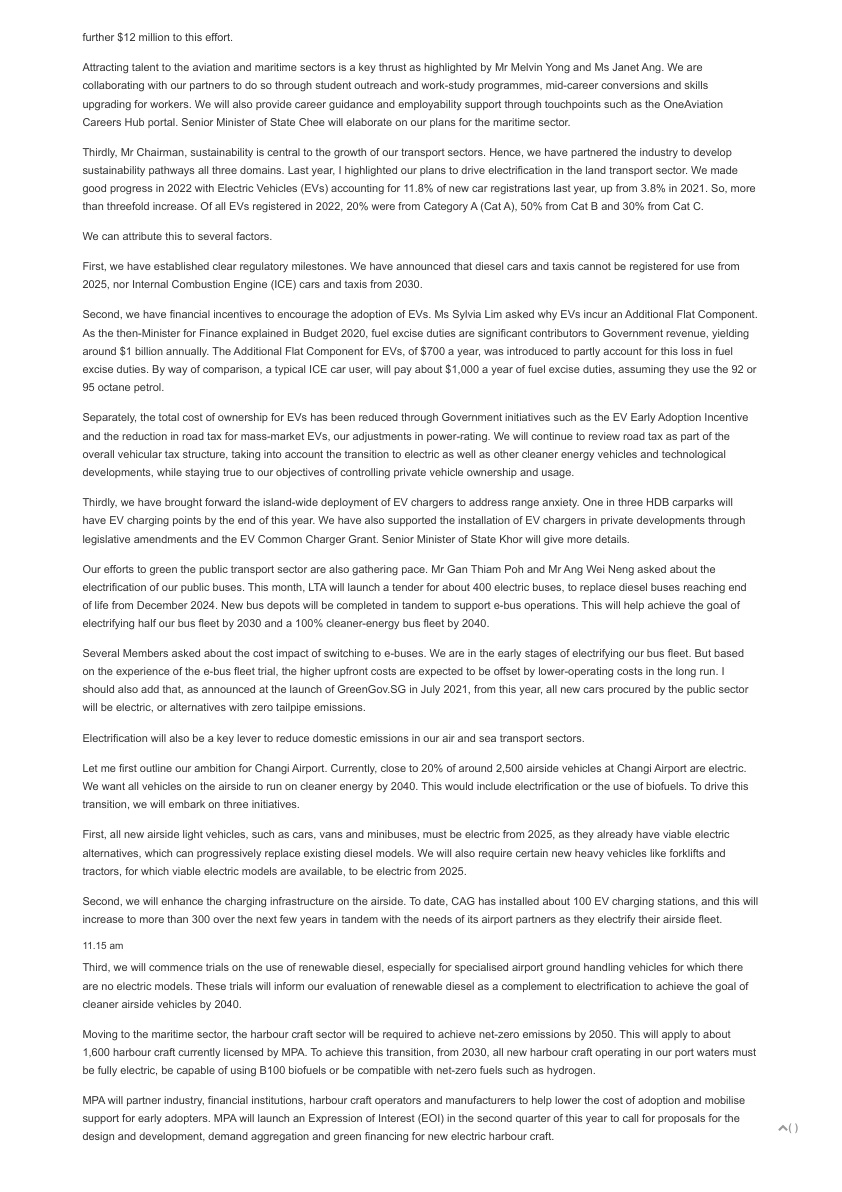 further $12 million to this effort.
Attracting talent to the aviation and maritime sectors is a key thrust as highlighted by Mr Melvin Yong and Ms Janet Ang. We are
collaborating with our partners to do so through student outreach and work-study programmes, mid-career conversions and skills
upgrading for workers. We will also provide career guidance and employability support through touchpoints such as the OneAviation
Careers Hub portal. Senior Minister of State Chee will elaborate on our plans for the maritime sector.
Thirdly, Mr Chairman, sustainability is central to the growth of our transport sectors. Hence, we have partnered the industry to develop
sustainability pathways all three domains. Last year, I highlighted our plans to drive electrification in the land transport sector. We made
good progress in 2022 with Electric Vehicles (EVs) accounting for 11.8% of new car registrations last year, up from 3.8% in 2021. So, more
than threefold increase. Of all EVs registered in 2022, 20% were from Category A (Cat A), 50% from Cat B and 30% from Cat C.
We can attribute this to several factors.
First, we have established clear regulatory milestones. We have announced that diesel cars and taxis cannot be registered for use from
2025, nor Internal Combustion Engine (ICE) cars and taxis from 2030.
Second, we have financial incentives to encourage the adoption of EVs. Ms Sylvia Lim asked why EVs incur an Additional Flat Component.
As the then-Minister for Finance explained in Budget 2020, fuel excise duties are significant contributors to Government revenue, yielding
around $1 billion annually. The Additional Flat Component for EVs, of $700 a year, was introduced to partly account for this loss in fuel
excise duties. By way of comparison, a typical ICE car user, will pay about $1,000 a year of fuel excise duties, assuming they use the 92 or
95 octane petrol.
Separately, the total cost of ownership for EVs has been reduced through Government initiatives such as the EV Early Adoption Incentive
and the reduction in road tax for mass-market EVs, our adjustments in power-rating. We will continue to review road tax as part of the
overall vehicular tax structure, taking into account the transition to electric as well as other cleaner energy vehicles and technological
developments, while staying true to our objectives of controlling private vehicle ownership and usage.
Thirdly, we have brought forward the island-wide deployment of EV chargers to address range anxiety. One in three HDB carparks will
have EV charging points by the end of this year. We have also supported the installation of EV chargers in private developments through
legislative amendments and the EV Common Charger Grant. Senior Minister of State Khor will give more details.
Our efforts to green the public transport sector are also gathering pace. Mr Gan Thiam Poh and Mr Ang Wei Neng asked about the
electrification of our public buses. This month, LTA will launch a tender for about 400 electric buses, to replace diesel buses reaching end
of life from December 2024. New bus depots will be completed in tandem to support e-bus operations. This will help achieve the goal of
electrifying half our bus fleet by 2030 and a 100% cleaner-energy bus fleet by 2040.
Several Members asked about the cost impact of switching to e-buses. We are in the early stages of electrifying our bus fleet. But based
on the experience of the e-bus fleet trial, the higher upfront costs are expected to be offset by lower-operating costs in the long run. I
should also add that, as announced at the launch of GreenGov.SG in July 2021, from this year, all new cars procured by the public sector
will be electric, or alternatives with zero tailpipe emissions.
Electrification will also be a key lever to reduce domestic emissions in our air and sea transport sectors.
Let me first outline our ambition for Changi Airport. Currently, close to 20% of around 2,500 airside vehicles at Changi Airport are electric.
We want all vehicles on the airside to run on cleaner energy by 2040. This would include electrification or the use of biofuels. To drive this
transition, we will embark on three initiatives.
First, all new airside light vehicles, such as cars, vans and minibuses, must be electric from 2025, as they already have viable electric
alternatives, which can progressively replace existing diesel models. We will also require certain new heavy vehicles like forklifts and
tractors, for which viable electric models are available, to be electric from 2025.
Second, we will enhance the charging infrastructure on the airside. To date, CAG has installed about 100 EV charging stations, and this will
increase to more than 300 over the next few years in tandem with the needs of its airport partners as they electrify their airside fleet.
11.15 am
Third, we will commence trials on the use of renewable diesel, especially for specialised airport ground handling vehicles for which there
are no electric models. These trials will inform our evaluation of renewable diesel as a complement to electrification to achieve the goal of
cleaner airside vehicles by 2040.
Moving to the maritime sector, the harbour craft sector will be required to achieve net-zero emissions by 2050. This will apply to about
1,600 harbour craft currently licensed by MPA. To achieve this transition, from 2030, all new harbour craft operating in our port waters must
be fully electric, be capable of using B100 biofuels or be compatible with net-zero fuels such as hydrogen.
MPA will partner industry, financial institutions, harbour craft operators and manufacturers to help lower the cost of adoption and mobilise
support for early adopters. MPA will launch an Expression of Interest (EOI) in the second quarter of this year to call for proposals for the
design and development, demand aggregation and green financing for new electric harbour craft.
( )